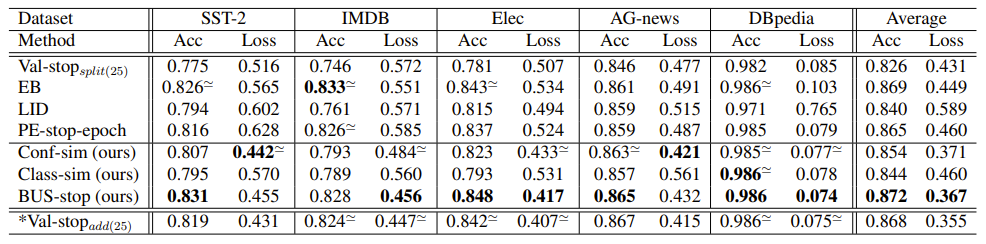 Dataset SST-2 IMDB Elec AG-news DBpedia Average
Method Acc Loss Acc Loss Acc Loss Acc Loss Acc Loss Acc Loss
Val-stop_split(25) 0.775 0.516 0.746 0.572 0.781 0.507 0.846 0.477 0.982 0.085 0.826 0.431
EB 0.826≃ 0.565 0.833≃ 0.551 0.843≃ 0.534 0.861 0.491 0.986≃ 0.103 0.869 0.449
LID 0.794 0.602 0.761 0.571 0.815 0.494 0.859 0.515 0.971 0.765 0.840 0.589
PE-stop-epoch 0.816 0.628 0.826≃ 0.585 0.837 0.524 0.859 0.487 0.985 0.079 0.865 0.460
Conf-sim (ours) 0.807 0.442≃ 0.793 0.484≃ 0.823 0.433≃ 0.863≃ 0.421 0.985≃ 0.077≃ 0.854 0.371
Class-sim (ours) 0.795 0.570 0.789 0.560 0.793 0.531 0.857 0.561 0.986≃ 0.078 0.844 0.460
BUS-stop (ours) 0.831 0.455 0.828 0.456 0.848 0.417 0.865 0.432 0.986 0.074 0.872 0.367
*Val-stop_add(25) 0.819 0.431 0.824≃ 0.447≃ 0.842≃ 0.407≃ 0.867 0.415 0.986≃ 0.075≃ 0.868 0.355